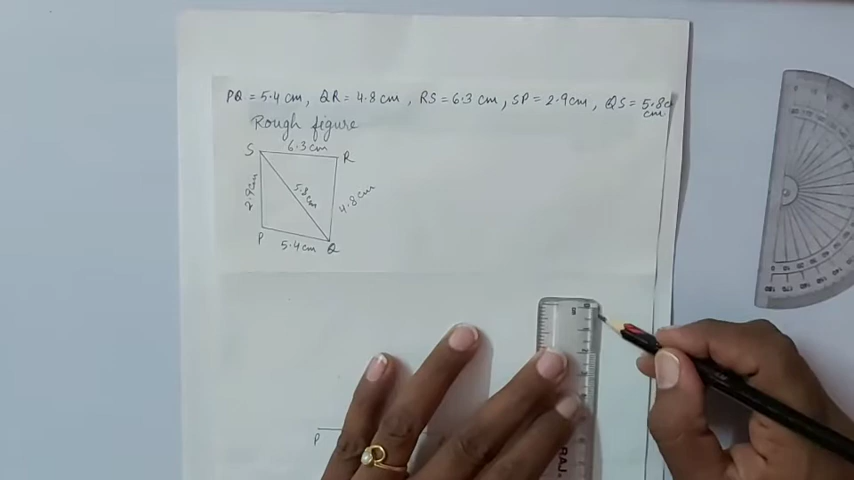 PQ = 5.4 cm, QR = 4.8 cm, RS = 6.3 cm, SP = 2.9 cm, QS = 5.8 c
cm
Rough figure
6.3 cm
S
R
2.9 cm
5.8 cm
4.8 cm
P
5.4 cm
Q
P